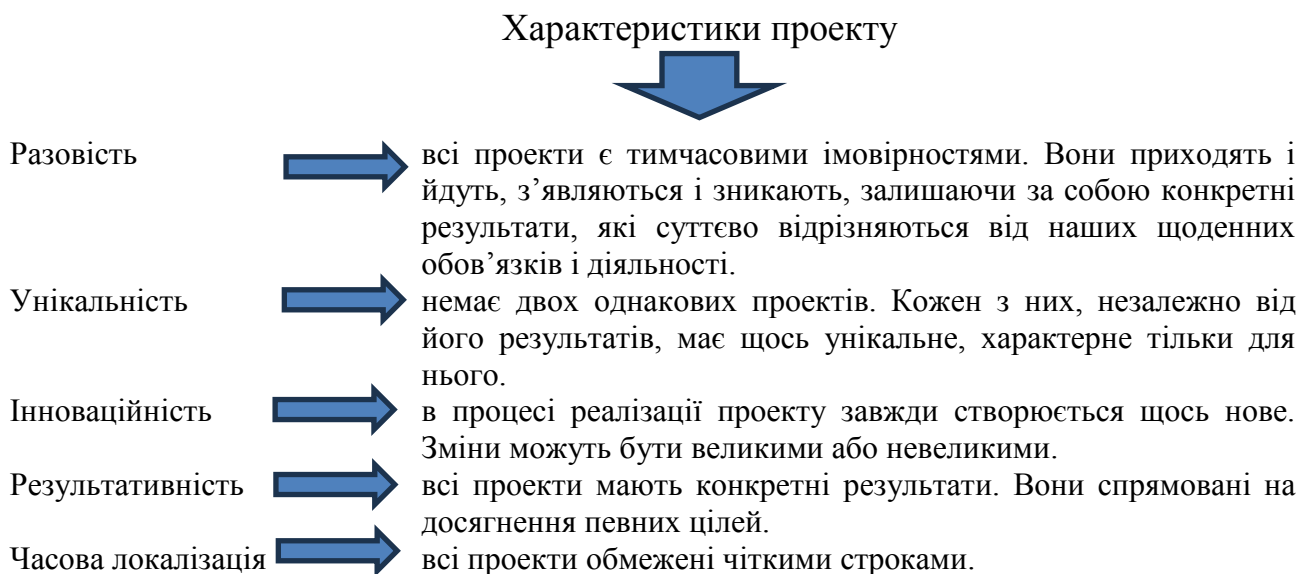 Характеристики проекту
Разовість
всі проекти є тимчасовими імовірностями. Вони приходять і
йдуть, з’являються і зникають, залишаючи за собою конкретні
результати, які суттєво відрізняються від наших щоденних
обов’язків і діяльності.
Унікальність
немає двох однакових проектів. Кожен з них, незалежно від
його результатів, має щось унікальне, характерне тільки для
нього.
Інноваційність
в процесі реалізації проекту завжди створюється щось нове.
Зміни можуть бути великими або невеликими.
Результативність
всі проекти мають конкретні результати. Вони спрямовані на
досягнення певних цілей.
Часова локалізація
всі проекти обмежені чіткими строками.